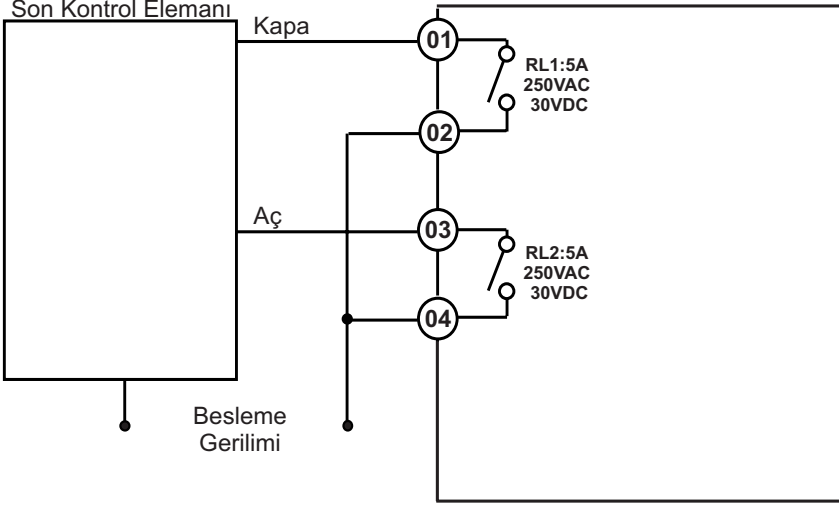 Son Kontrol Elemanı
Kapa
01
RL1:5A
250VAC
30VDC
02
Aç
03
RL2:5A
250VAC
30VDC
04
Besleme
Gerilimi